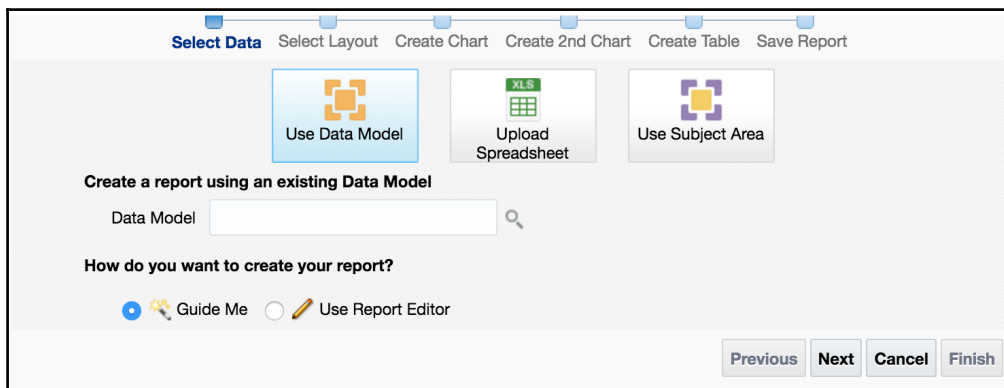 Select Data Select Layout Create Chart Create 2nd Chart Create Table Save Report
XLS
Use Data Model Upload Spreadsheet Use Subject Area
Create a report using an existing Data Model
Data Model
How do you want to create your report?
Guide Me Use Report Editor
Previous Next Cancel Finish